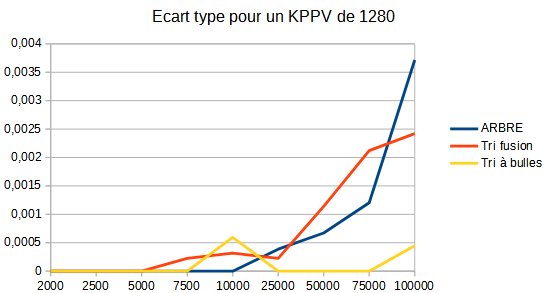 Ecart type pour un KPPV de 1280
0,004
0,0035
0,003
0,0025
0,002
0,0015
0,001
0,0005
0
2000 2500 5000 7500 10000 25000 50000 75000 100000
ARBRE
Tri fusion
Tri à bulles